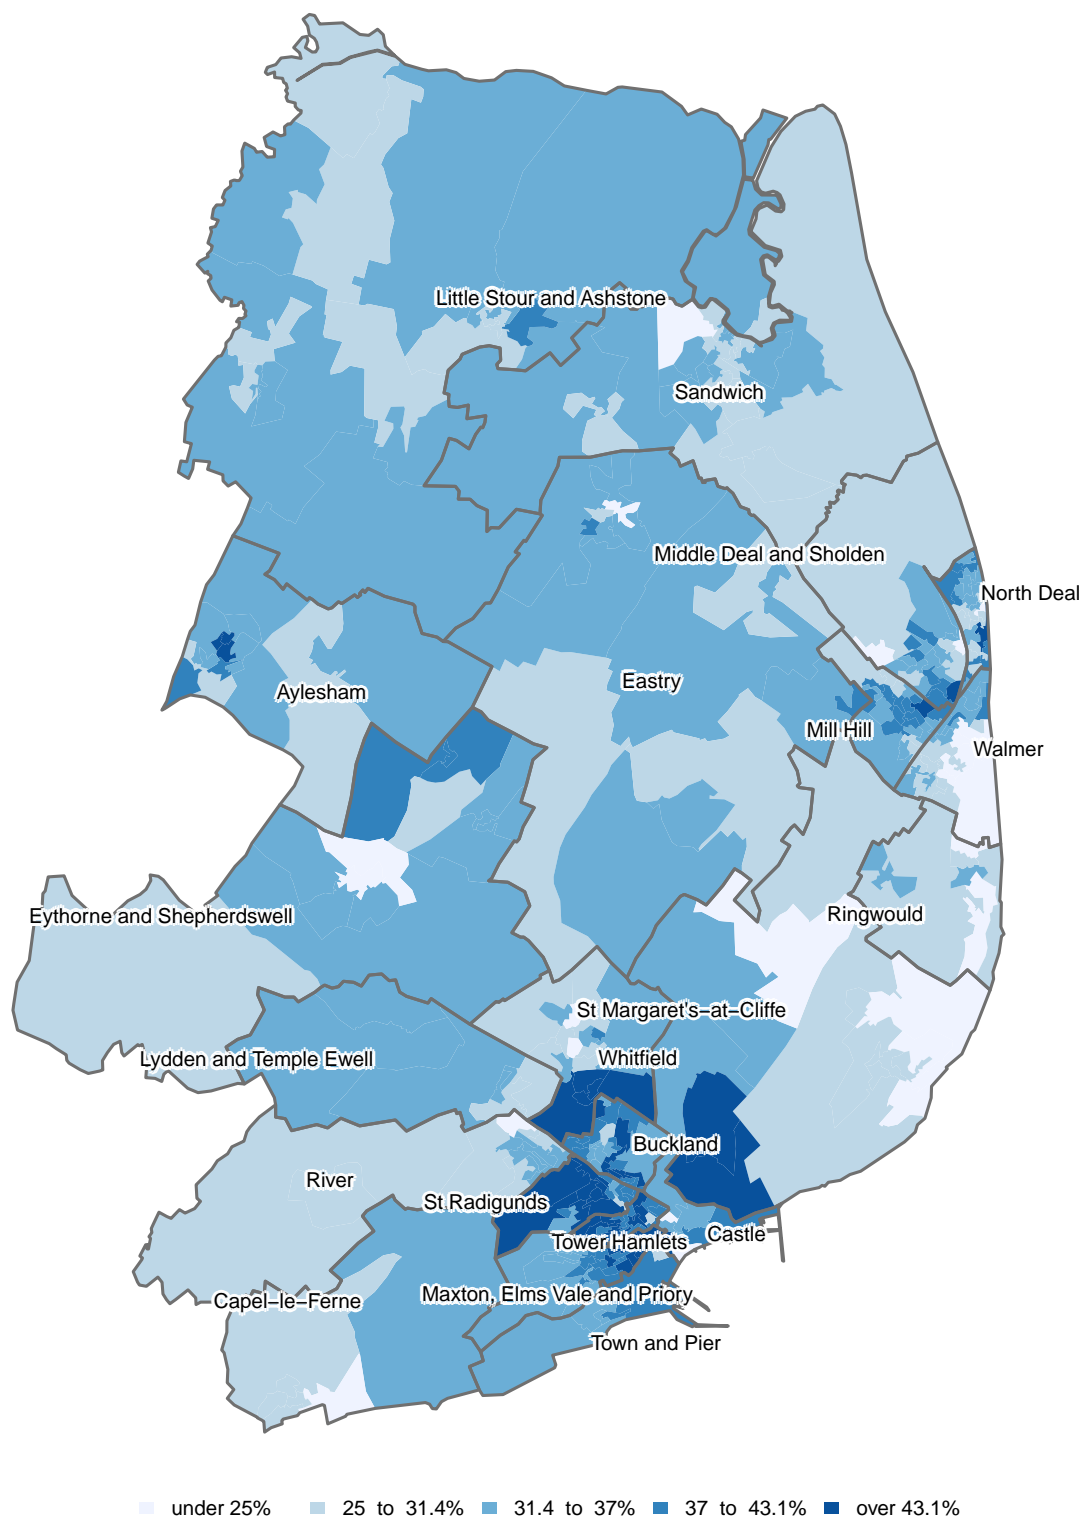 Little Stour and Ashstone
Sandwich
Middle Deal and Sholden
North Deal
Eastry
Aylesham
Mill Hill
Walmer
Ringwould
Eythorne and Shepherdswell
St Margaret's−at−Cliffe
Whitfield
Lydden and Temple Ewell
Buckland
River
St Radigunds
Castle
Tower Hamlets
Maxton, Elms Vale and Priory
Capel−le−Ferne
Town and Pier
under 25% 25 to 31.4% 31.4 to 37% 37 to 43.1% over 43.1%